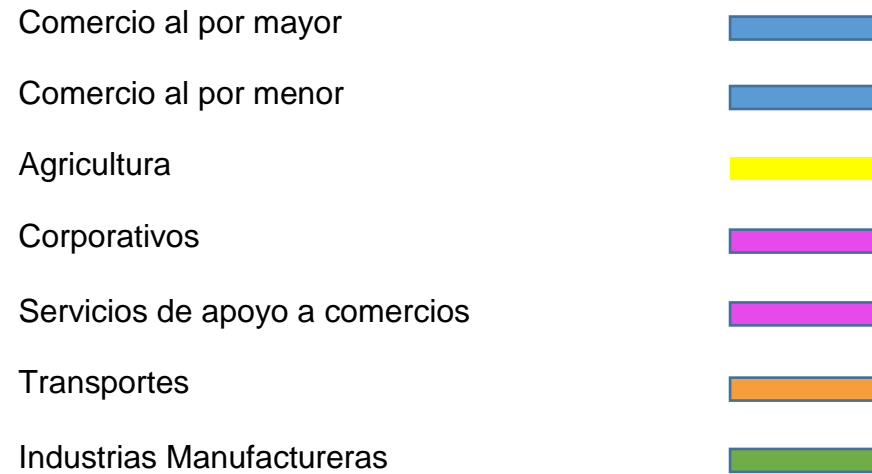 Comercio al por mayor
Comercio al por menor
Agricultura
Corporativos
Servicios de apoyo a comercios
Transportes
Industrias Manufactureras